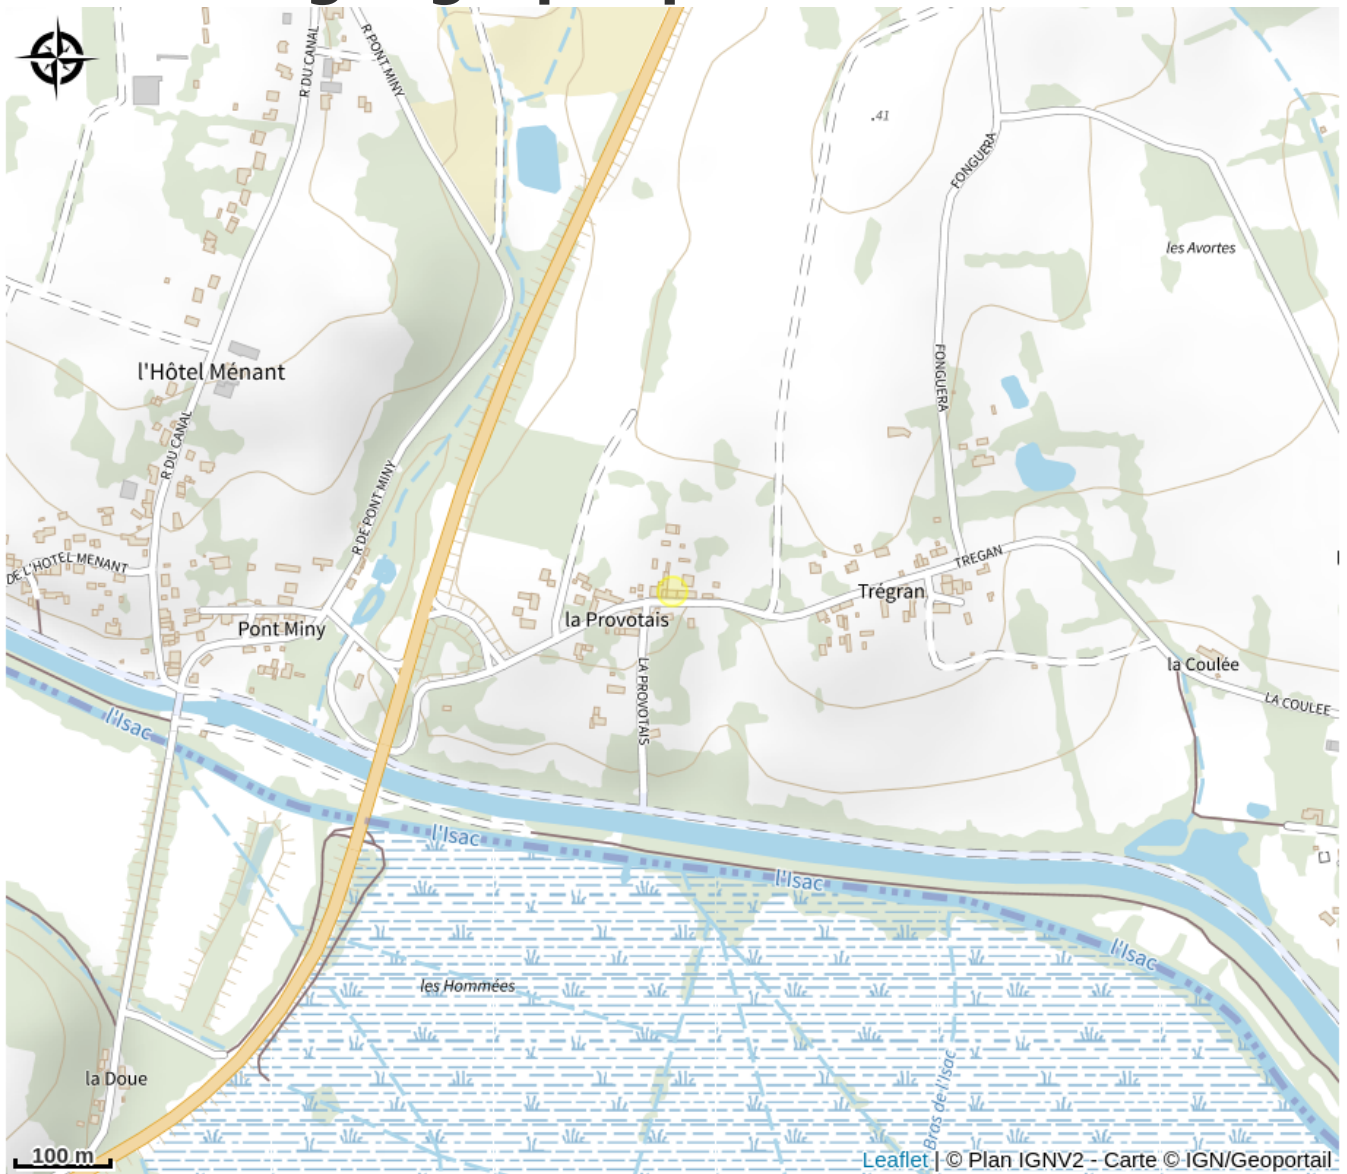 R DU CANAL
R PONT MINY
.41
FONGUERA
les Avortes
l'Hôtel Ménant
FONGUERA
R DU CANAL
R DE PONT MINY
DE L'HOTEL MENANT
TREGAN
Trégran
la Provotais
Pont Miny
LA PROVOTAIS
la Coulée
LA COULEE
l'Isac
l'Isac
l'Isac
l'Isac
les Hommées
Bras de l'Isac
la Doue
100 m
Leaflet | © Plan IGNV2 - Carte © IGN/Geoportail